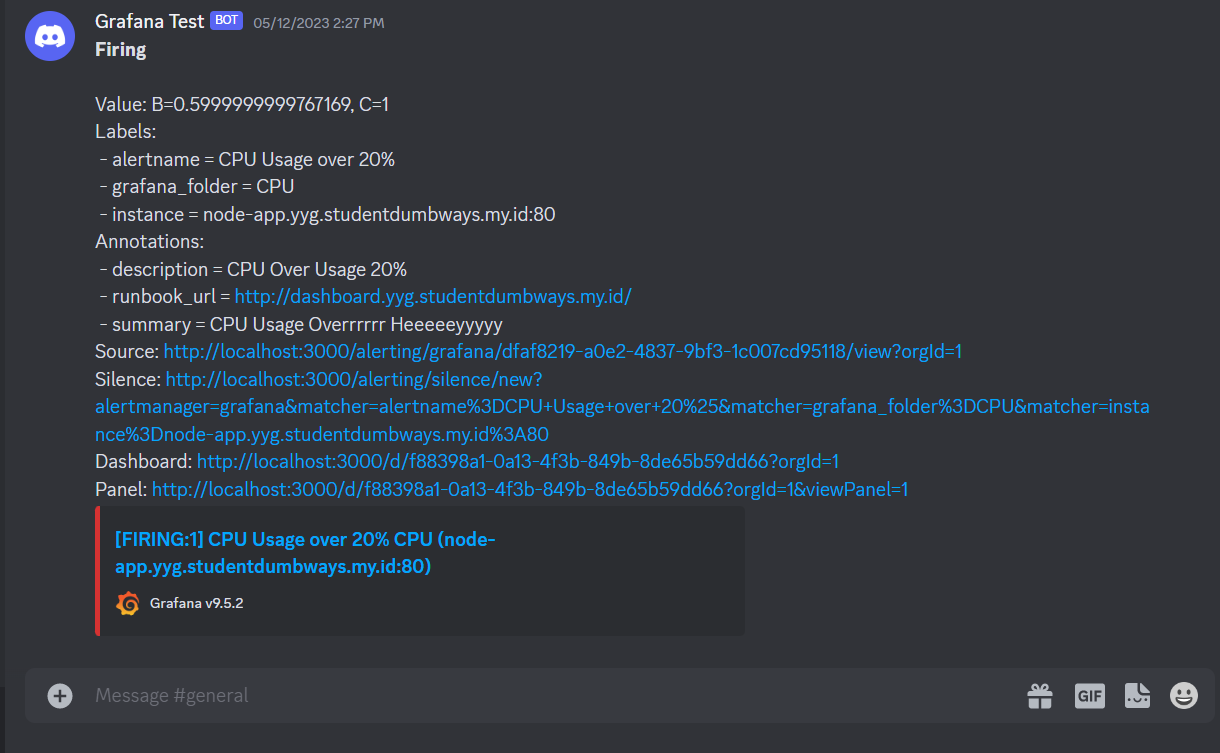 Grafana Test BOT 05/12/2023 2:27 PM
Firing
Value: B=0.5999999999767169, C=1
Labels:
- alertname = CPU Usage over 20%
- grafana_folder = CPU
- instance = node-app.yyg.studentdumbways.my.id:80
Annotations:
- description = CPU Over Usage 20%
- runbook_url = http://dashboard.yyg.studentdumbways.my.id/
- summary = CPU Usage Overrrrrr Heeeeeyyyyy
Source: http://localhost:3000/alerting/grafana/dfaf8219-a0e2-4837-9bf3-1c007cd95118/view?orgId=1
Silence: http://localhost:3000/alerting/silence/new?
alertmanager=grafana&matcher=alertname%3DCPU+Usage+over+20%25&matcher=grafana_folder%3DCPU&matcher=insta
nce%3Dnode-app.yyg.studentdumbways.my.id%3A80
Dashboard: http://localhost:3000/d/f88398a1-0a13-4f3b-849b-8de65b59dd66?orgId=1
Panel: http://localhost:3000/d/f88398a1-0a13-4f3b-849b-8de65b59dd66?orgId=1&viewPanel=1
[FIRING:1] CPU Usage over 20% CPU (node-
app.yyg.studentdumbways.my.id:80)
Grafana v9.5.2
Message #general
GIF